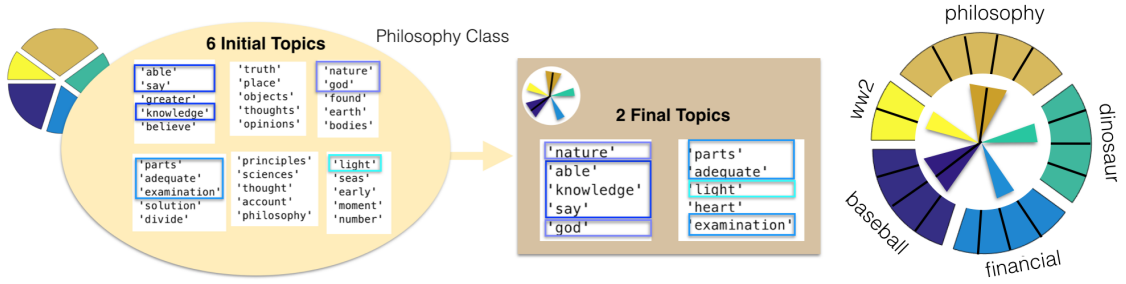 6 Initial Topics
Philosophy Class
'able'
'say'
'greater'
'knowledge'
'believe'
'truth'
'place'
'objects'
'thoughts'
'opinions'
'nature'
'god'
'found'
'earth'
'bodies'
'parts'
'adequate'
'examination'
'solution'
'divide'
'principles'
'sciences'
'thought'
'account'
'philosophy'
'light'
'seas'
'early'
'moment'
'number'
2 Final Topics
'nature'
'able'
'knowledge'
'say'
'god'
'parts'
'adequate'
'light'
'heart'
'examination'
philosophy
ww2
dinosaur
baseball
financial